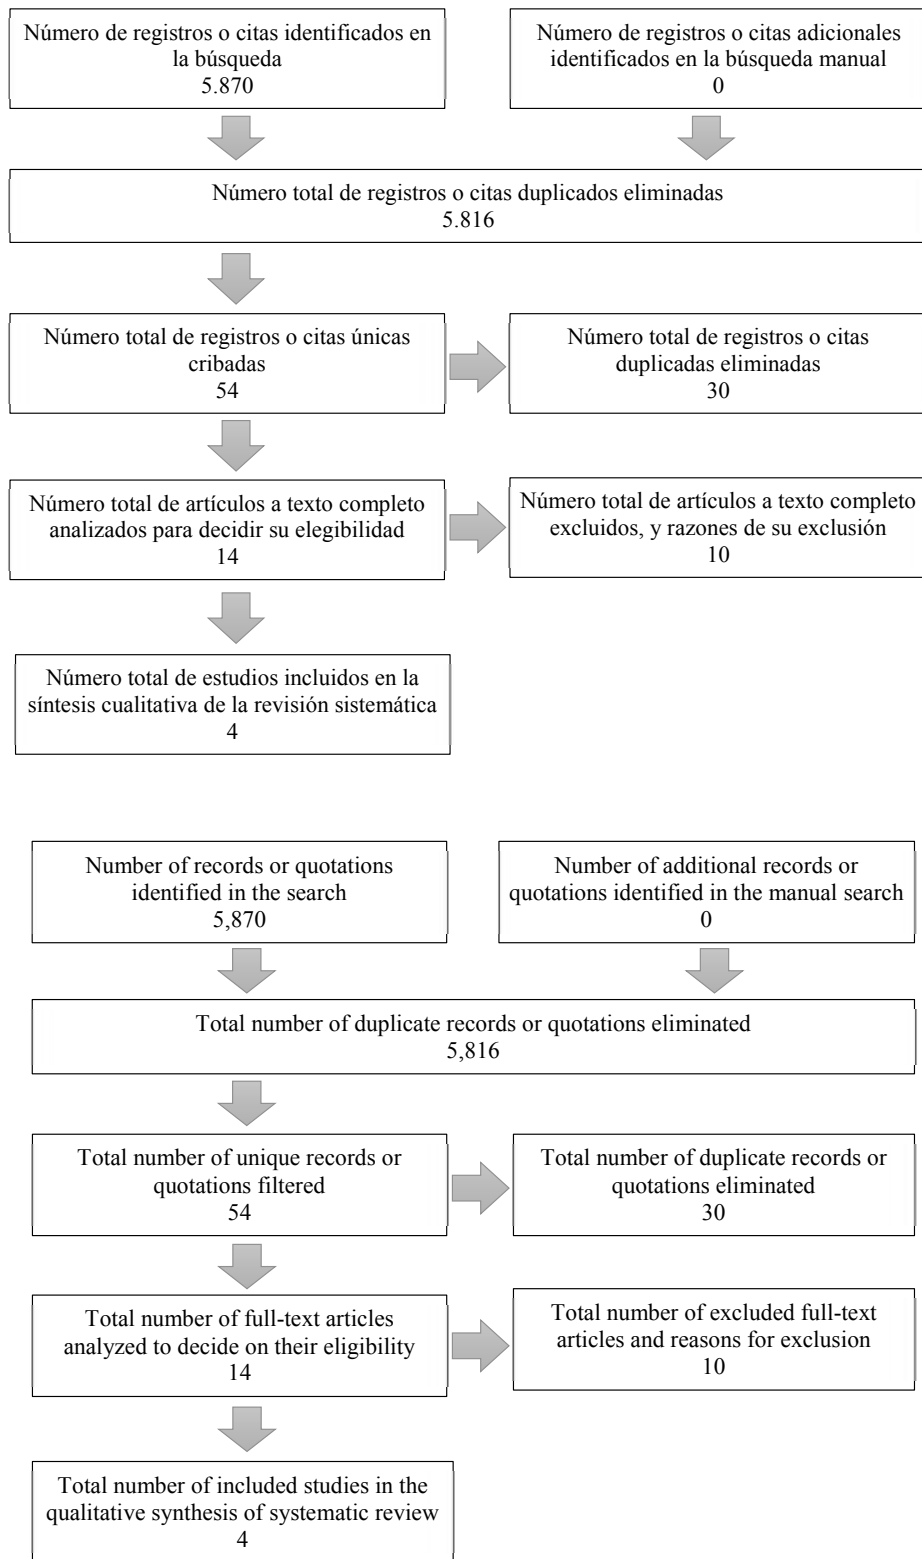 Número de registros o citas identificados en
la búsqueda
5.870
Número de registros o citas adicionales
identificados en la búsqueda manual
0
Número total de registros o citas duplicados eliminadas
5.816
Número total de registros o citas únicas
cribadas
54
Número total de registros o citas
duplicadas eliminadas
30
Número total de artículos a texto completo
analizados para decidir su elegibilidad
14
Número total de artículos a texto completo
excluidos, y razones de su exclusión
10
Número total de estudios incluidos en la
síntesis cualitativa de la revisión sistemática
4
Number of records or quotations
identified in the search
5,870
Number of additional records or
quotations identified in the manual search
0
Total number of duplicate records or quotations eliminated
5,816
Total number of unique records or
quotations filtered
54
Total number of duplicate records or
quotations eliminated
30
Total number of full-text articles
analyzed to decide on their eligibility
14
Total number of excluded full-text
articles and reasons for exclusion
10
Total number of included studies in the
qualitative synthesis of systematic review
4